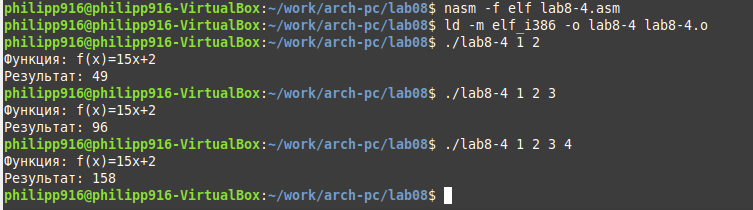 philipp916@philipp916-VirtualBox:~/work/arch-pc/lab08$ nasm -f elf lab8-4.asm
philipp916@philipp916-VirtualBox:~/work/arch-pc/lab08$ ld -m elf_i386 -o lab8-4 lab8-4.o
philipp916@philipp916-VirtualBox:~/work/arch-pc/lab08$ ./lab8-4 1 2
Функция: f(x)=15x+2
Результат: 49
philipp916@philipp916-VirtualBox:~/work/arch-pc/lab08$ ./lab8-4 1 2 3
Функция: f(x)=15x+2
Результат: 96
philipp916@philipp916-VirtualBox:~/work/arch-pc/lab08$ ./lab8-4 1 2 3 4
Функция: f(x)=15x+2
Результат: 158
philipp916@philipp916-VirtualBox:~/work/arch-pc/lab08$